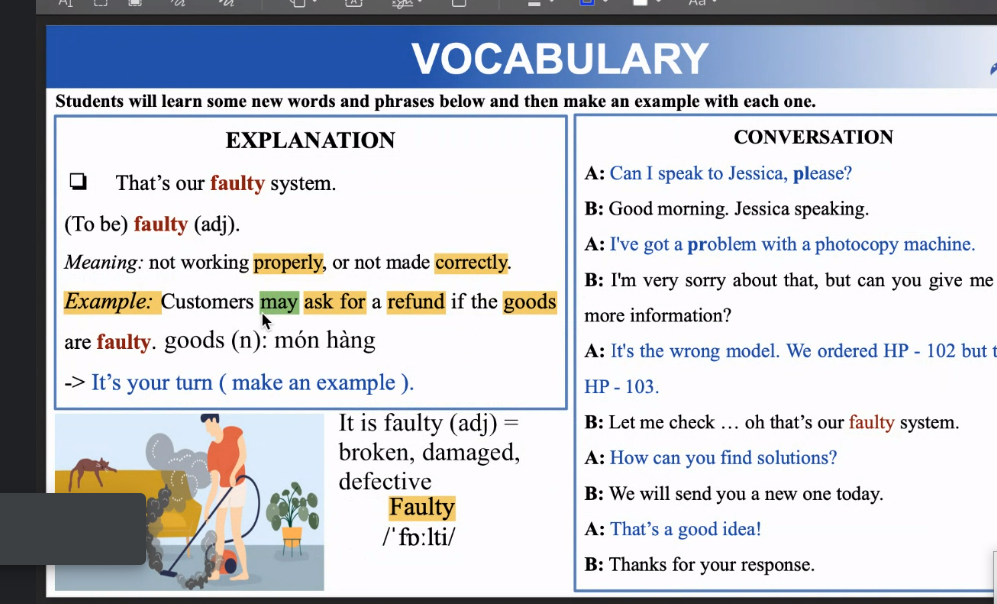 VOCABULARY
Students will learn some new words and phrases below and then make an example with each one.
EXPLANATION
❑ That’s our faulty system.
(To be) faulty (adj).
Meaning: not working properly, or not made correctly.
Example: Customers may ask for a refund if the goods
are faulty. goods (n): món hàng
-> It’s your turn ( make an example ).
It is faulty (adj) =
broken, damaged,
defective
Faulty
/ˈfɒːlti/
CONVERSATION
A: Can I speak to Jessica, please?
B: Good morning. Jessica speaking.
A: I've got a problem with a photocopy machine.
B: I'm very sorry about that, but can you give me
more information?
A: It's the wrong model. We ordered HP - 102 but
HP - 103.
B: Let me check … oh that’s our faulty system.
A: How can you find solutions?
B: We will send you a new one today.
A: That’s a good idea!
B: Thanks for your response.